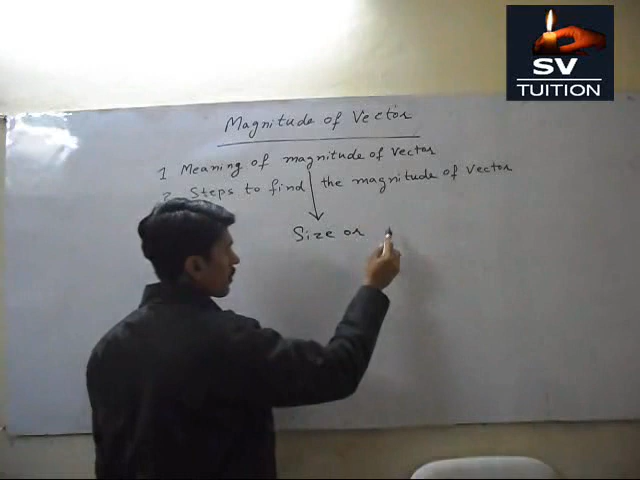 SV
TUITION
Magnitude of Vector
1 Meaning of magnitude of vector
2 Steps to find the magnitude of vector
Size or